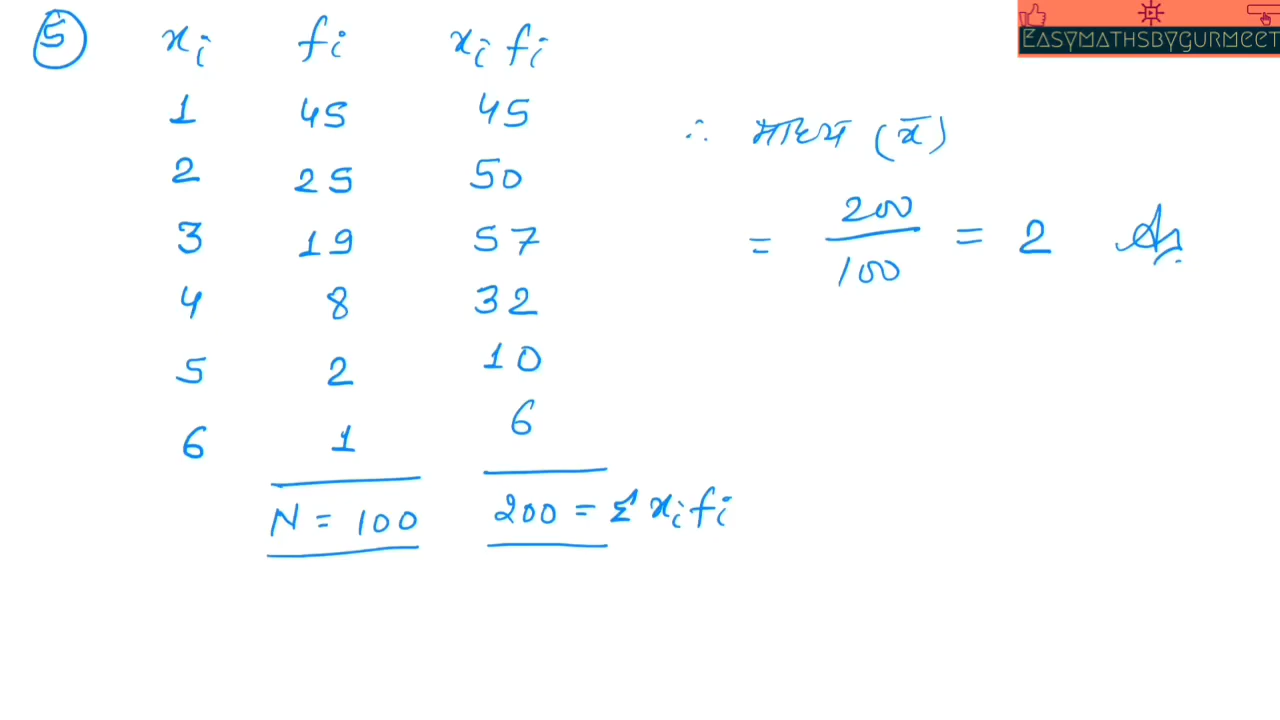 EASYMATHSBYGURMEET
5 xi fi xi fi
1 45 45
2 25 50
3 19 57
4 8 32
5 2 10
6 1 6
N = 100 200 = Σ xi fi
∴ माध्य (x̄)
= 200/100 = 2 Ans.